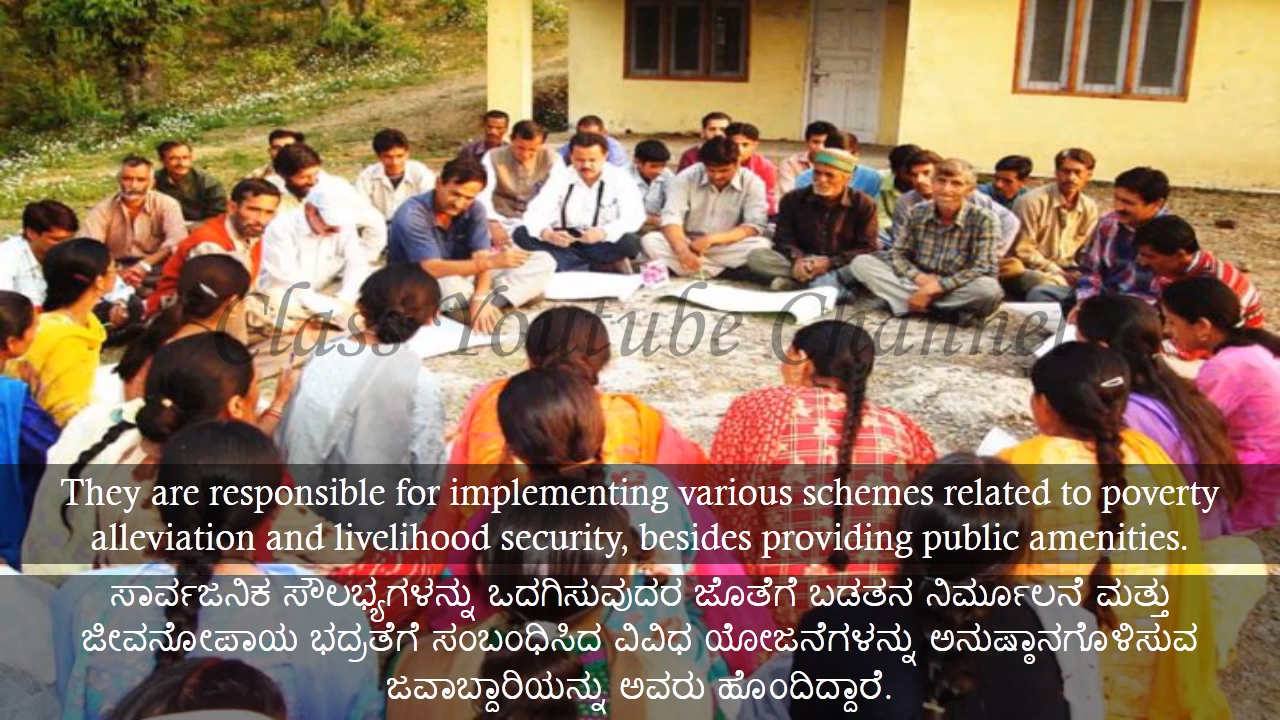 Class Youtube Channel
They are responsible for implementing various schemes related to poverty
alleviation and livelihood security, besides providing public amenities.
ಸಾರ್ವಜನಿಕ ಸೌಲಭ್ಯಗಳನ್ನು ಒದಗಿಸುವುದರ ಜೊತೆಗೆ ಬಡತನ ನಿರ್ಮೂಲನೆ ಮತ್ತು
ಜೀವನೋಪಾಯ ಭದ್ರತೆಗೆ ಸಂಬಂಧಿಸಿದ ವಿವಿಧ ಯೋಜನೆಗಳನ್ನು ಅನುಷ್ಠಾನಗೊಳಿಸುವ
ಜವಾಬ್ದಾರಿಯನ್ನು ಅವರು ಹೊಂದಿದ್ದಾರೆ.